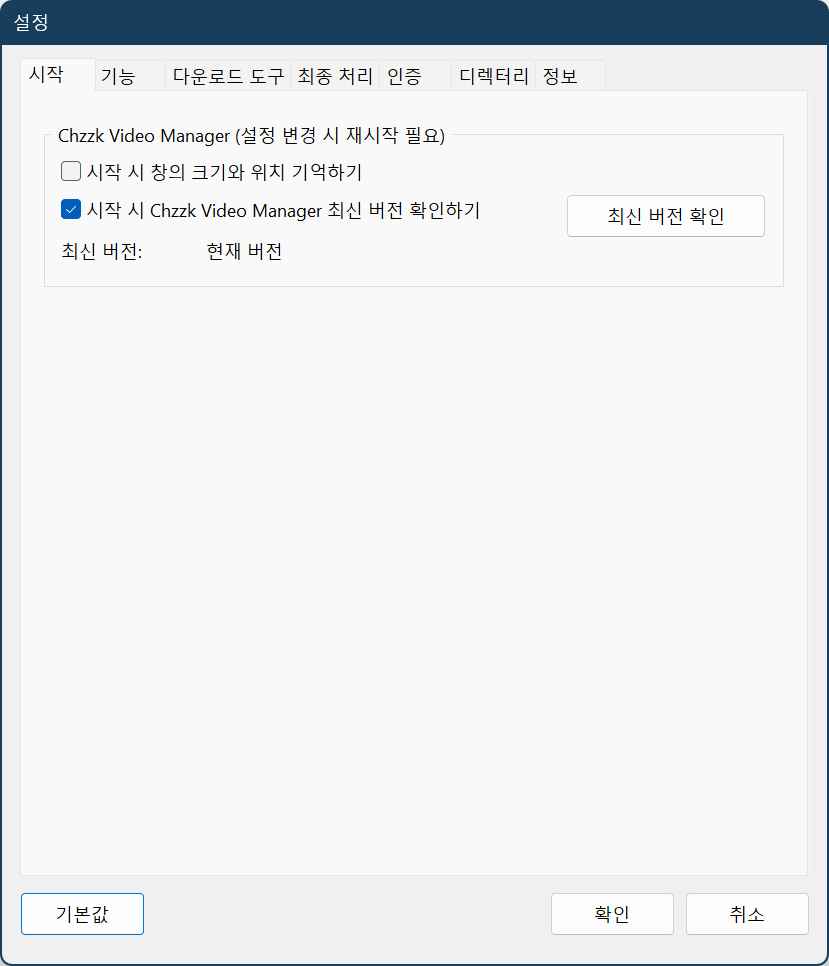 설정
시작 기능 다운로드 도구 최종 처리 인증 디렉터리 정보
Chzzk Video Manager (설정 변경 시 재시작 필요)
시작 시 창의 크기와 위치 기억하기
시작 시 Chzzk Video Manager 최신 버전 확인하기
최신 버전 확인
최신 버전: 현재 버전
기본값 확인 취소